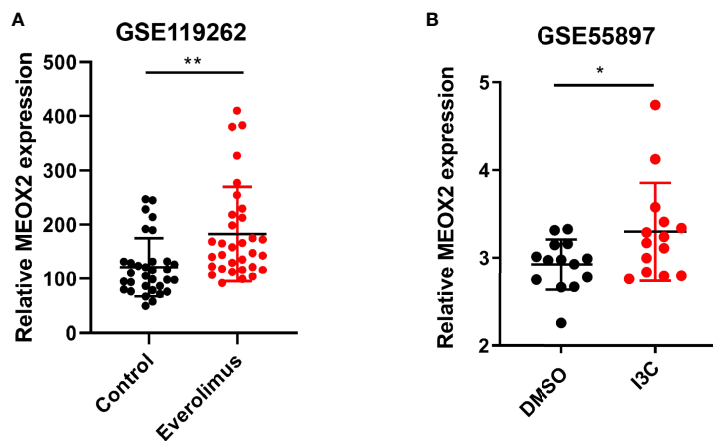 A
GSE119262
**
Relative MEOX2 expression
500
400
300
200
100
0
Control
Everolimus
B
GSE55897
*
Relative MEOX2 expression
5
4
3
2
DMSO
I3C